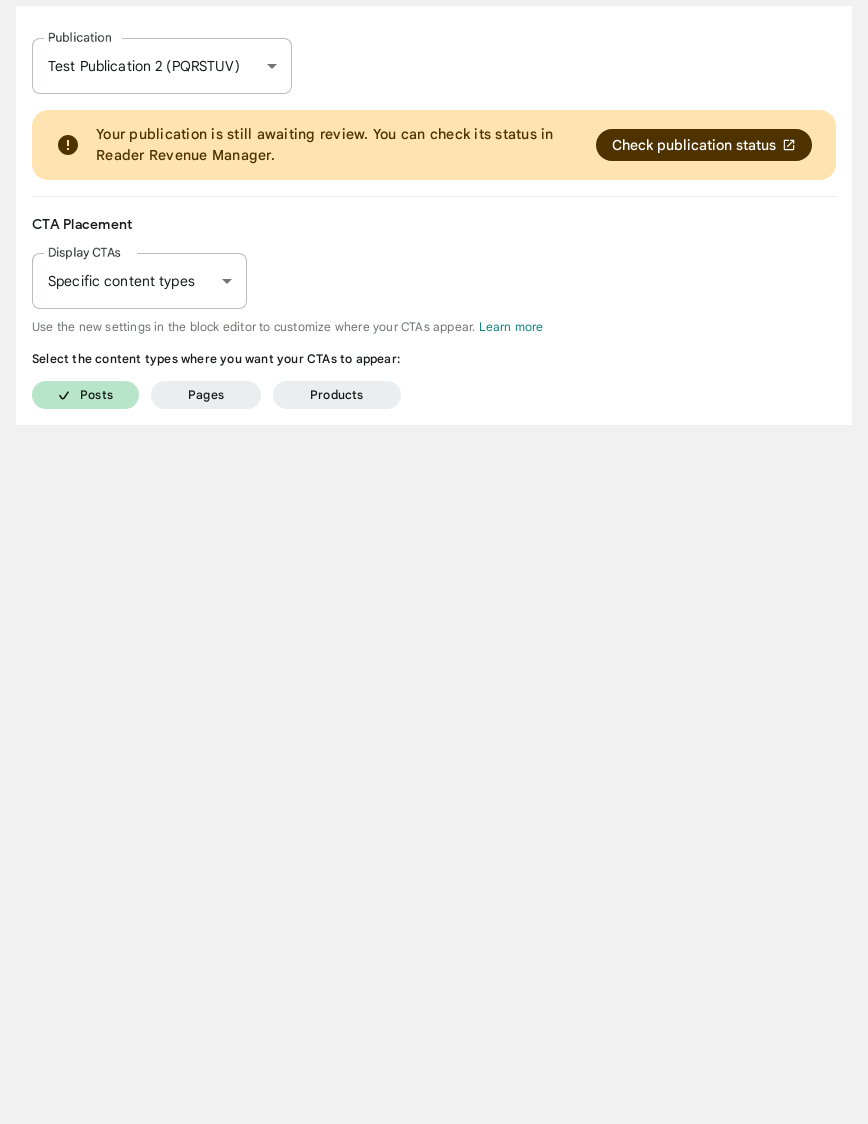 Publication
Test Publication 2 (PQRSTUV)
Your publication is still awaiting review. You can check its status in
Reader Revenue Manager.
Check publication status
CTA Placement
Display CTAs
Specific content types
Use the new settings in the block editor to customize where your CTAs appear. Learn more
Select the content types where you want your CTAs to appear:
Posts
Pages
Products